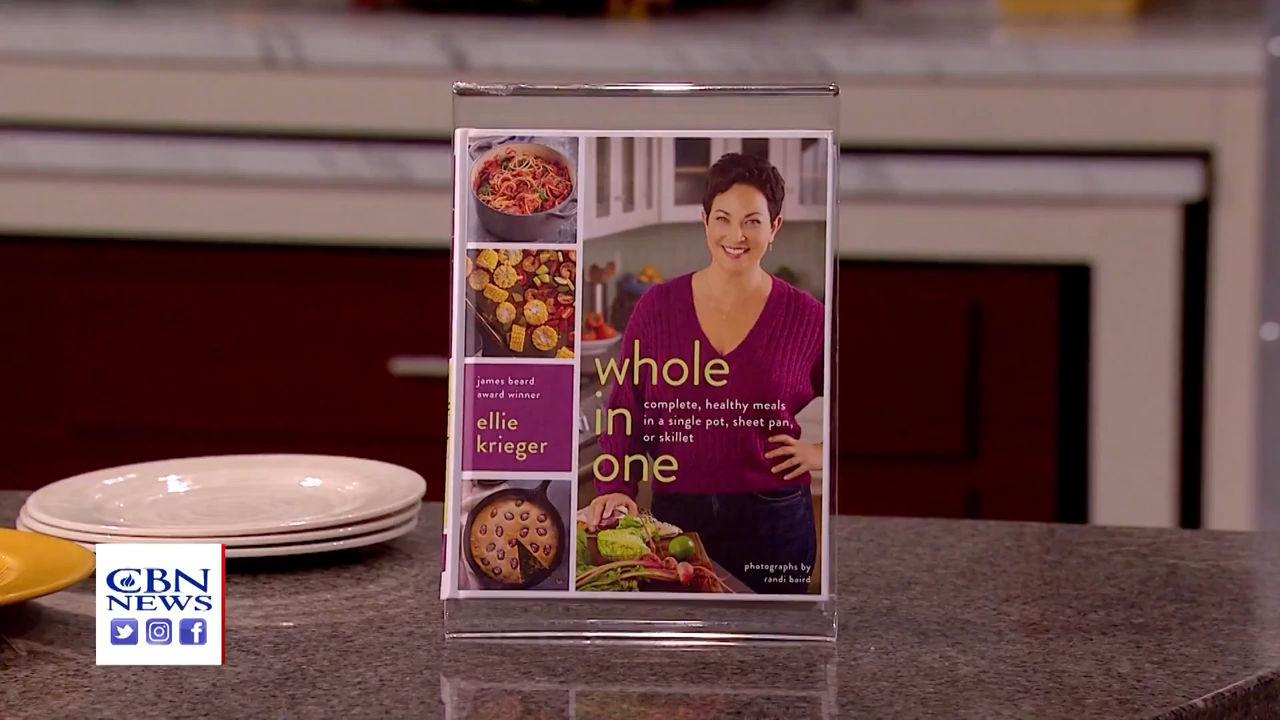 james beard
award winner
ellie
krieger
whole
in
one
complete, healthy meals
in a single pot, sheet pan,
or skillet
photographs by
randi baird
CBN
NEWS